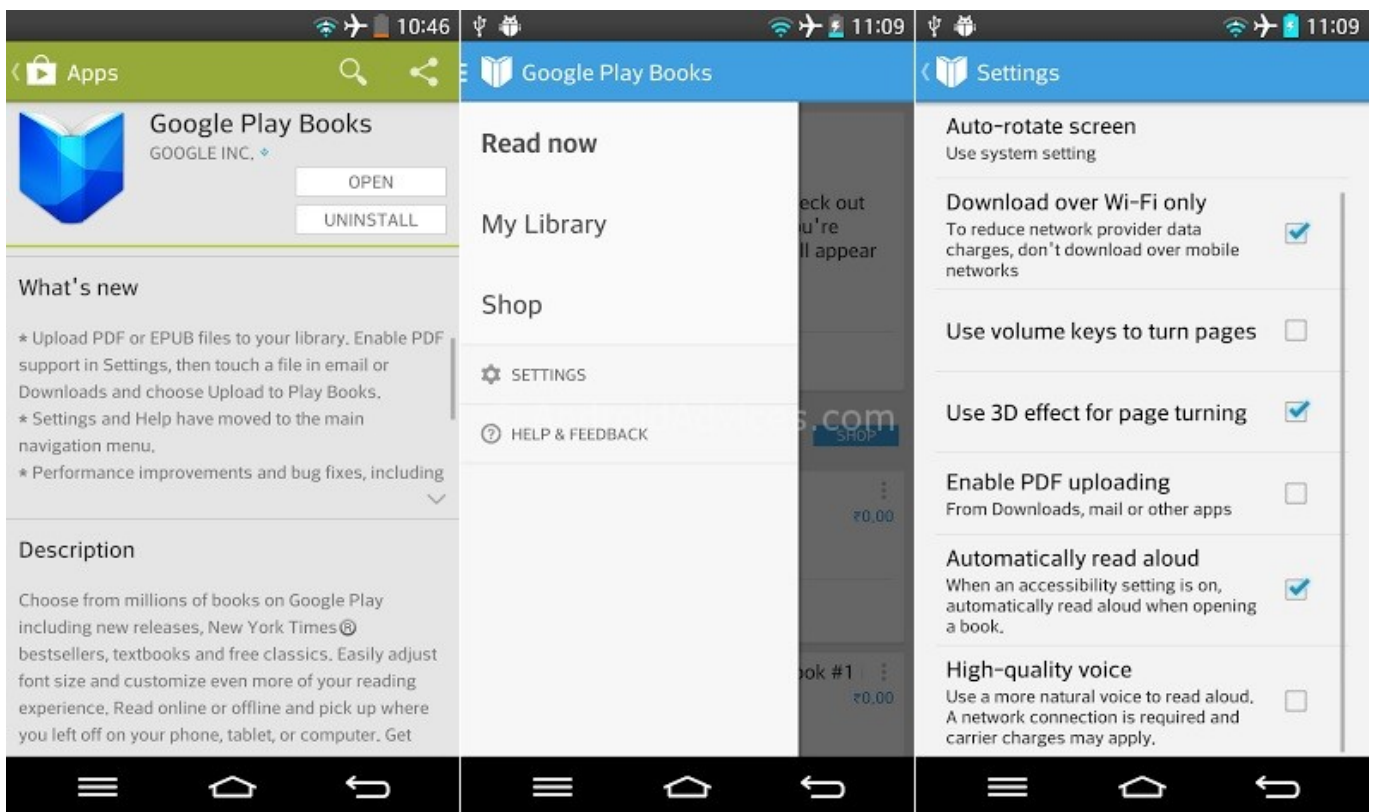 10:46
Apps
Google Play Books
GOOGLE INC.
OPEN
UNINSTALL
What's new
* Upload PDF or EPUB files to your library. Enable PDF
support in Settings, then touch a file in email or
Downloads and choose Upload to Play Books.
* Settings and Help have moved to the main
navigation menu.
* Performance improvements and bug fixes, including
Description
Choose from millions of books on Google Play
including new releases, New York Times®
bestsellers, textbooks and free classics. Easily adjust
font size and customize even more of your reading
experience. Read online or offline and pick up where
you left off on your phone, tablet, or computer. Get
11:09
Google Play Books
Read now
My Library
Shop
SETTINGS
HELP & FEEDBACK
eck out
u're
ll appear
.com
SHOP
₹0.00
ook #1
₹0.00
11:09
Settings
Auto-rotate screen
Use system setting
Download over Wi-Fi only
To reduce network provider data
charges, don't download over mobile
networks
Use volume keys to turn pages
Use 3D effect for page turning
Enable PDF uploading
From Downloads, mail or other apps
Automatically read aloud
When an accessibility setting is on,
automatically read aloud when opening
a book.
High-quality voice
Use a more natural voice to read aloud.
A network connection is required and
carrier charges may apply.